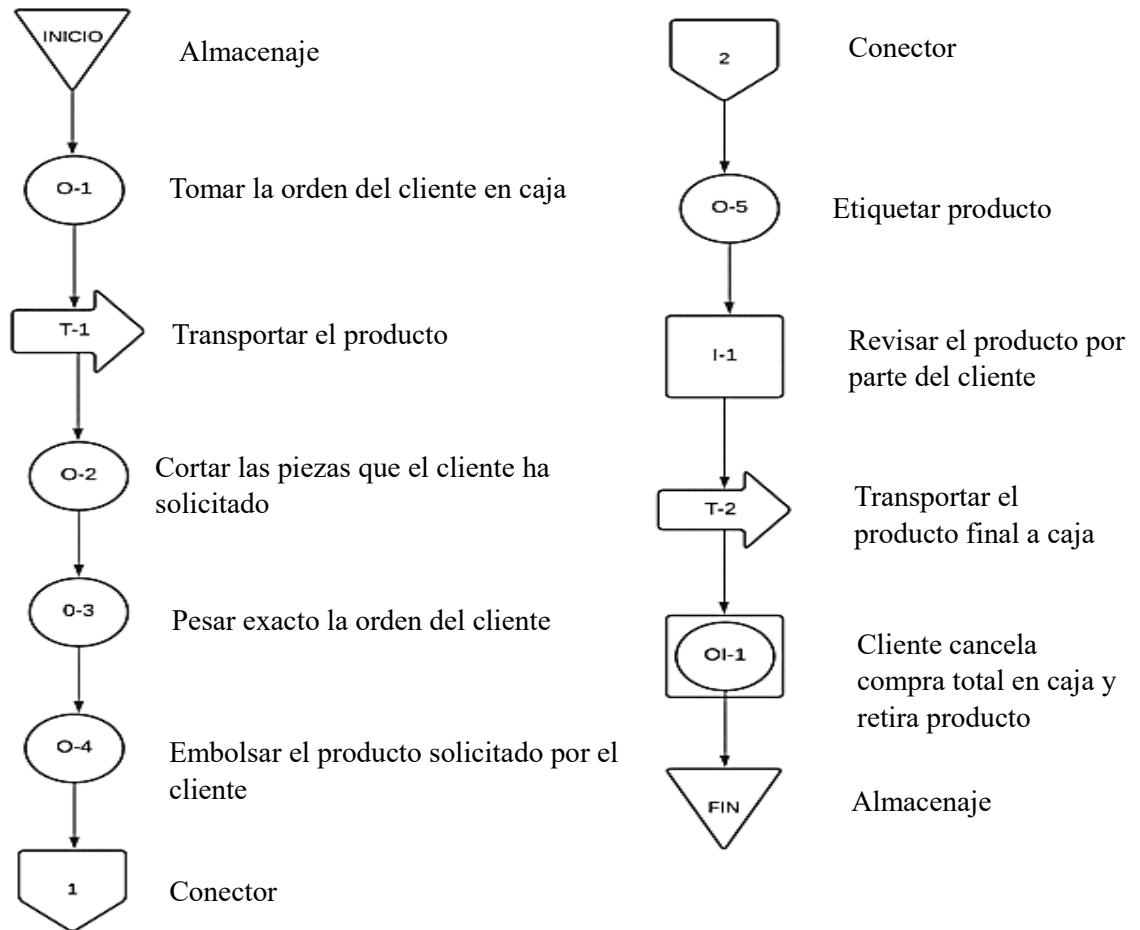 INICIO
Almacenaje
O-1
Tomar la orden del cliente en caja
T-1
Transportar el producto
O-2
Cortar las piezas que el cliente ha
solicitado
0-3
Pesar exacto la orden del cliente
O-4
Embolsar el producto solicitado por el
cliente
1
Conector
2
Conector
O-5
Etiquetar producto
I-1
Revisar el producto por
parte del cliente
T-2
Transportar el
producto final a caja
OI-1
Cliente cancela
compra total en caja y
retira producto
FIN
Almacenaje